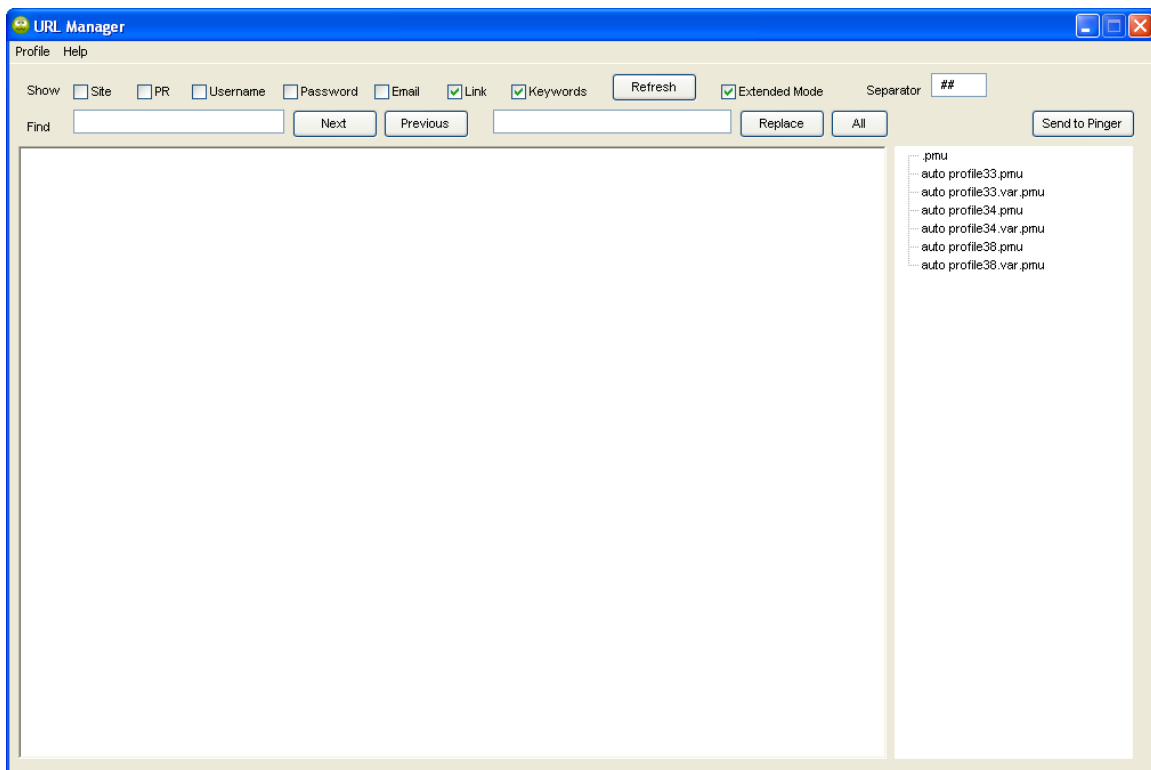 URL Manager
Profile Help
Show Site PR Username Password Email Link Keywords Refresh Extended Mode Separator ##
Find Next Previous Replace All Send to Pinger
.pmu
auto profile33.pmu
auto profile33.var.pmu
auto profile34.pmu
auto profile34.var.pmu
auto profile38.pmu
auto profile38.var.pmu